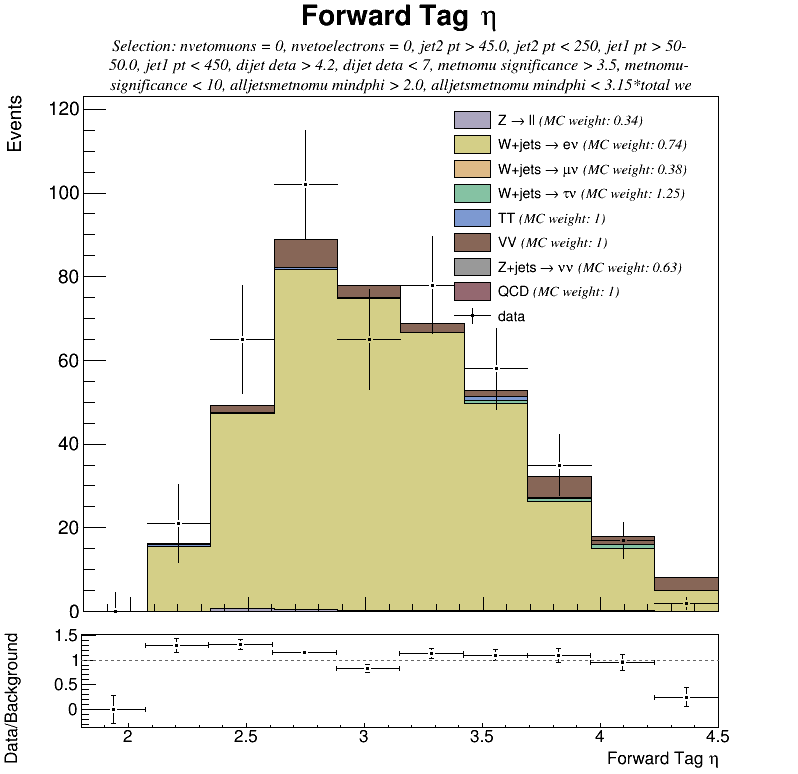 Forward Tag η
Selection: nvetomuons = 0, nvetoelectrons = 0, jet2 pt > 45.0, jet2 pt < 250, jet1 pt > 50-
50.0, jet1 pt < 450, dijet deta > 4.2, dijet deta < 7, metnomu significance > 3.5, metnomu-
significance < 10, alljetsmetnomu mindphi > 2.0, alljetsmetnomu mindphi < 3.15*total we
Events
120
100
80
60
40
20
0
Z → ll (MC weight: 0.34)
W+jets → eν (MC weight: 0.74)
W+jets → μν (MC weight: 0.38)
W+jets → τν (MC weight: 1.25)
TT (MC weight: 1)
VV (MC weight: 1)
Z+jets → νν (MC weight: 0.63)
QCD (MC weight: 1)
data
Data/Background
1.5
1
0.5
0
2 2.5 3 3.5 4 4.5
Forward Tag η